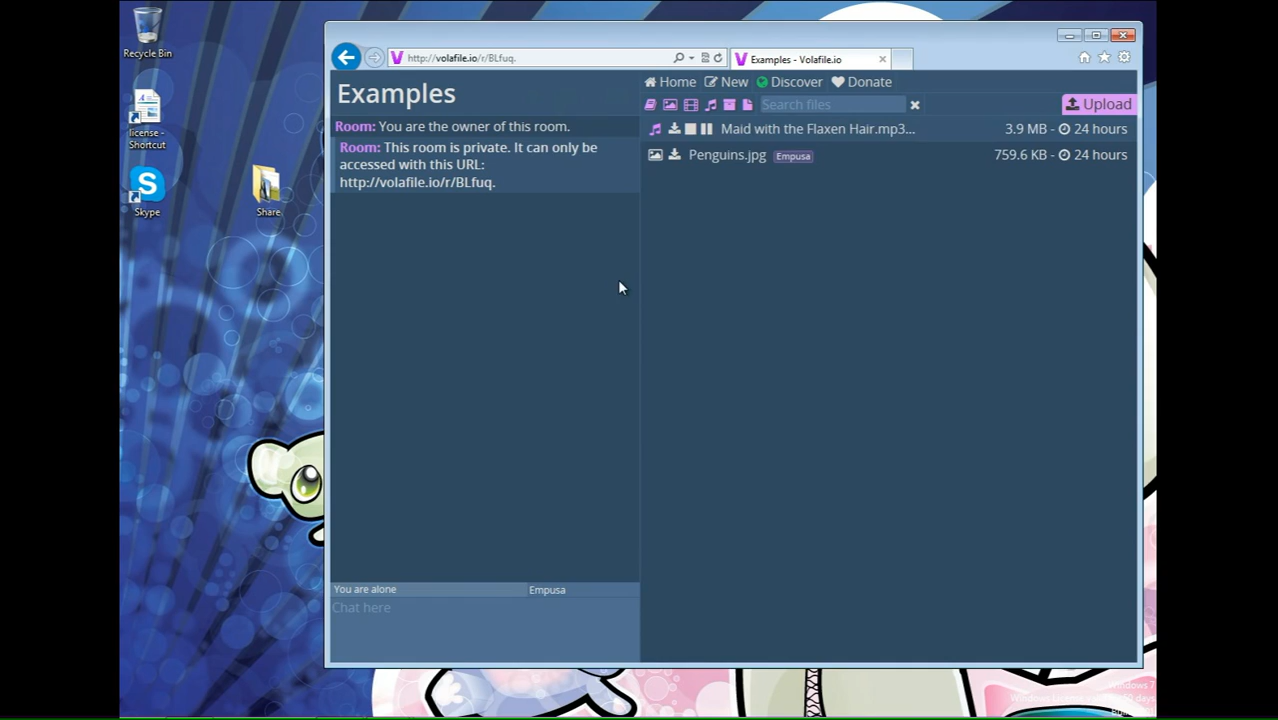 Recycle Bin
license -
Shortcut
Skype
Share
http://volafile.io/r/BLfuq.
Examples - Volafile.io
Examples
Home New Discover Donate
Search files
Upload
Room: You are the owner of this room.
Room: This room is private. It can only be
accessed with this URL:
http://volafile.io/r/BLfuq.
Maid with the Flaxen Hair.mp3... 3.9 MB - 24 hours
Penguins.jpg Empusa 759.6 KB - 24 hours
You are alone Empusa
Chat here
Windows 7